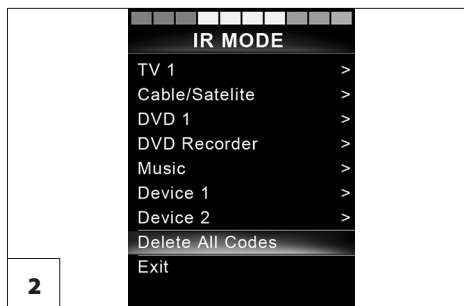 IR MODE
TV 1 >
Cable/Satelite >
DVD 1 >
DVD Recorder >
Music >
Device 1 >
Device 2 >
Delete All Codes
Exit
2